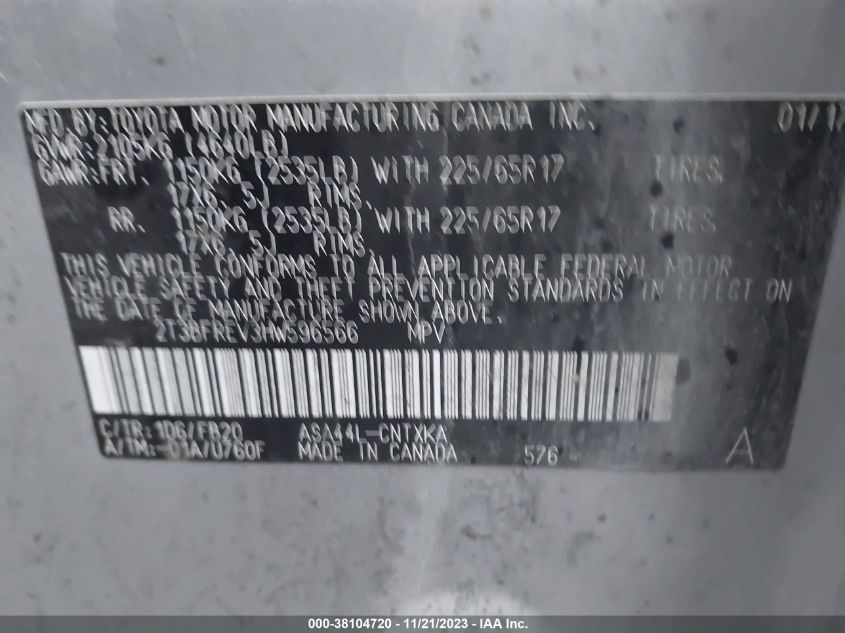 MFD.BY:TOYOTA MOTOR MANUFACTURING CANADA INC. 01/17
GVWR:2105KG (4640LB)
GAWR:FRT. 1150KG (2535LB) WITH 225/65R17 TIRES,
17X6.5J RIMS,
RR. 1150KG (2535LB) WITH 225/65R17 TIRES,
17X6.5J RIMS
THIS VEHICLE CONFORMS TO ALL APPLICABLE FEDERAL MOTOR
VEHICLE SAFETY AND THEFT PREVENTION STANDARDS IN EFFECT ON
THE DATE OF MANUFACTURE SHOWN ABOVE.
2T3BFREV3HW596566 MPV
C/TR:1D6/FB20 ASA44L-CNTXKA
A/TM:-01A/U760F MADE IN CANADA 576 A
000-38104720 - 11/21/2023 - IAA Inc.